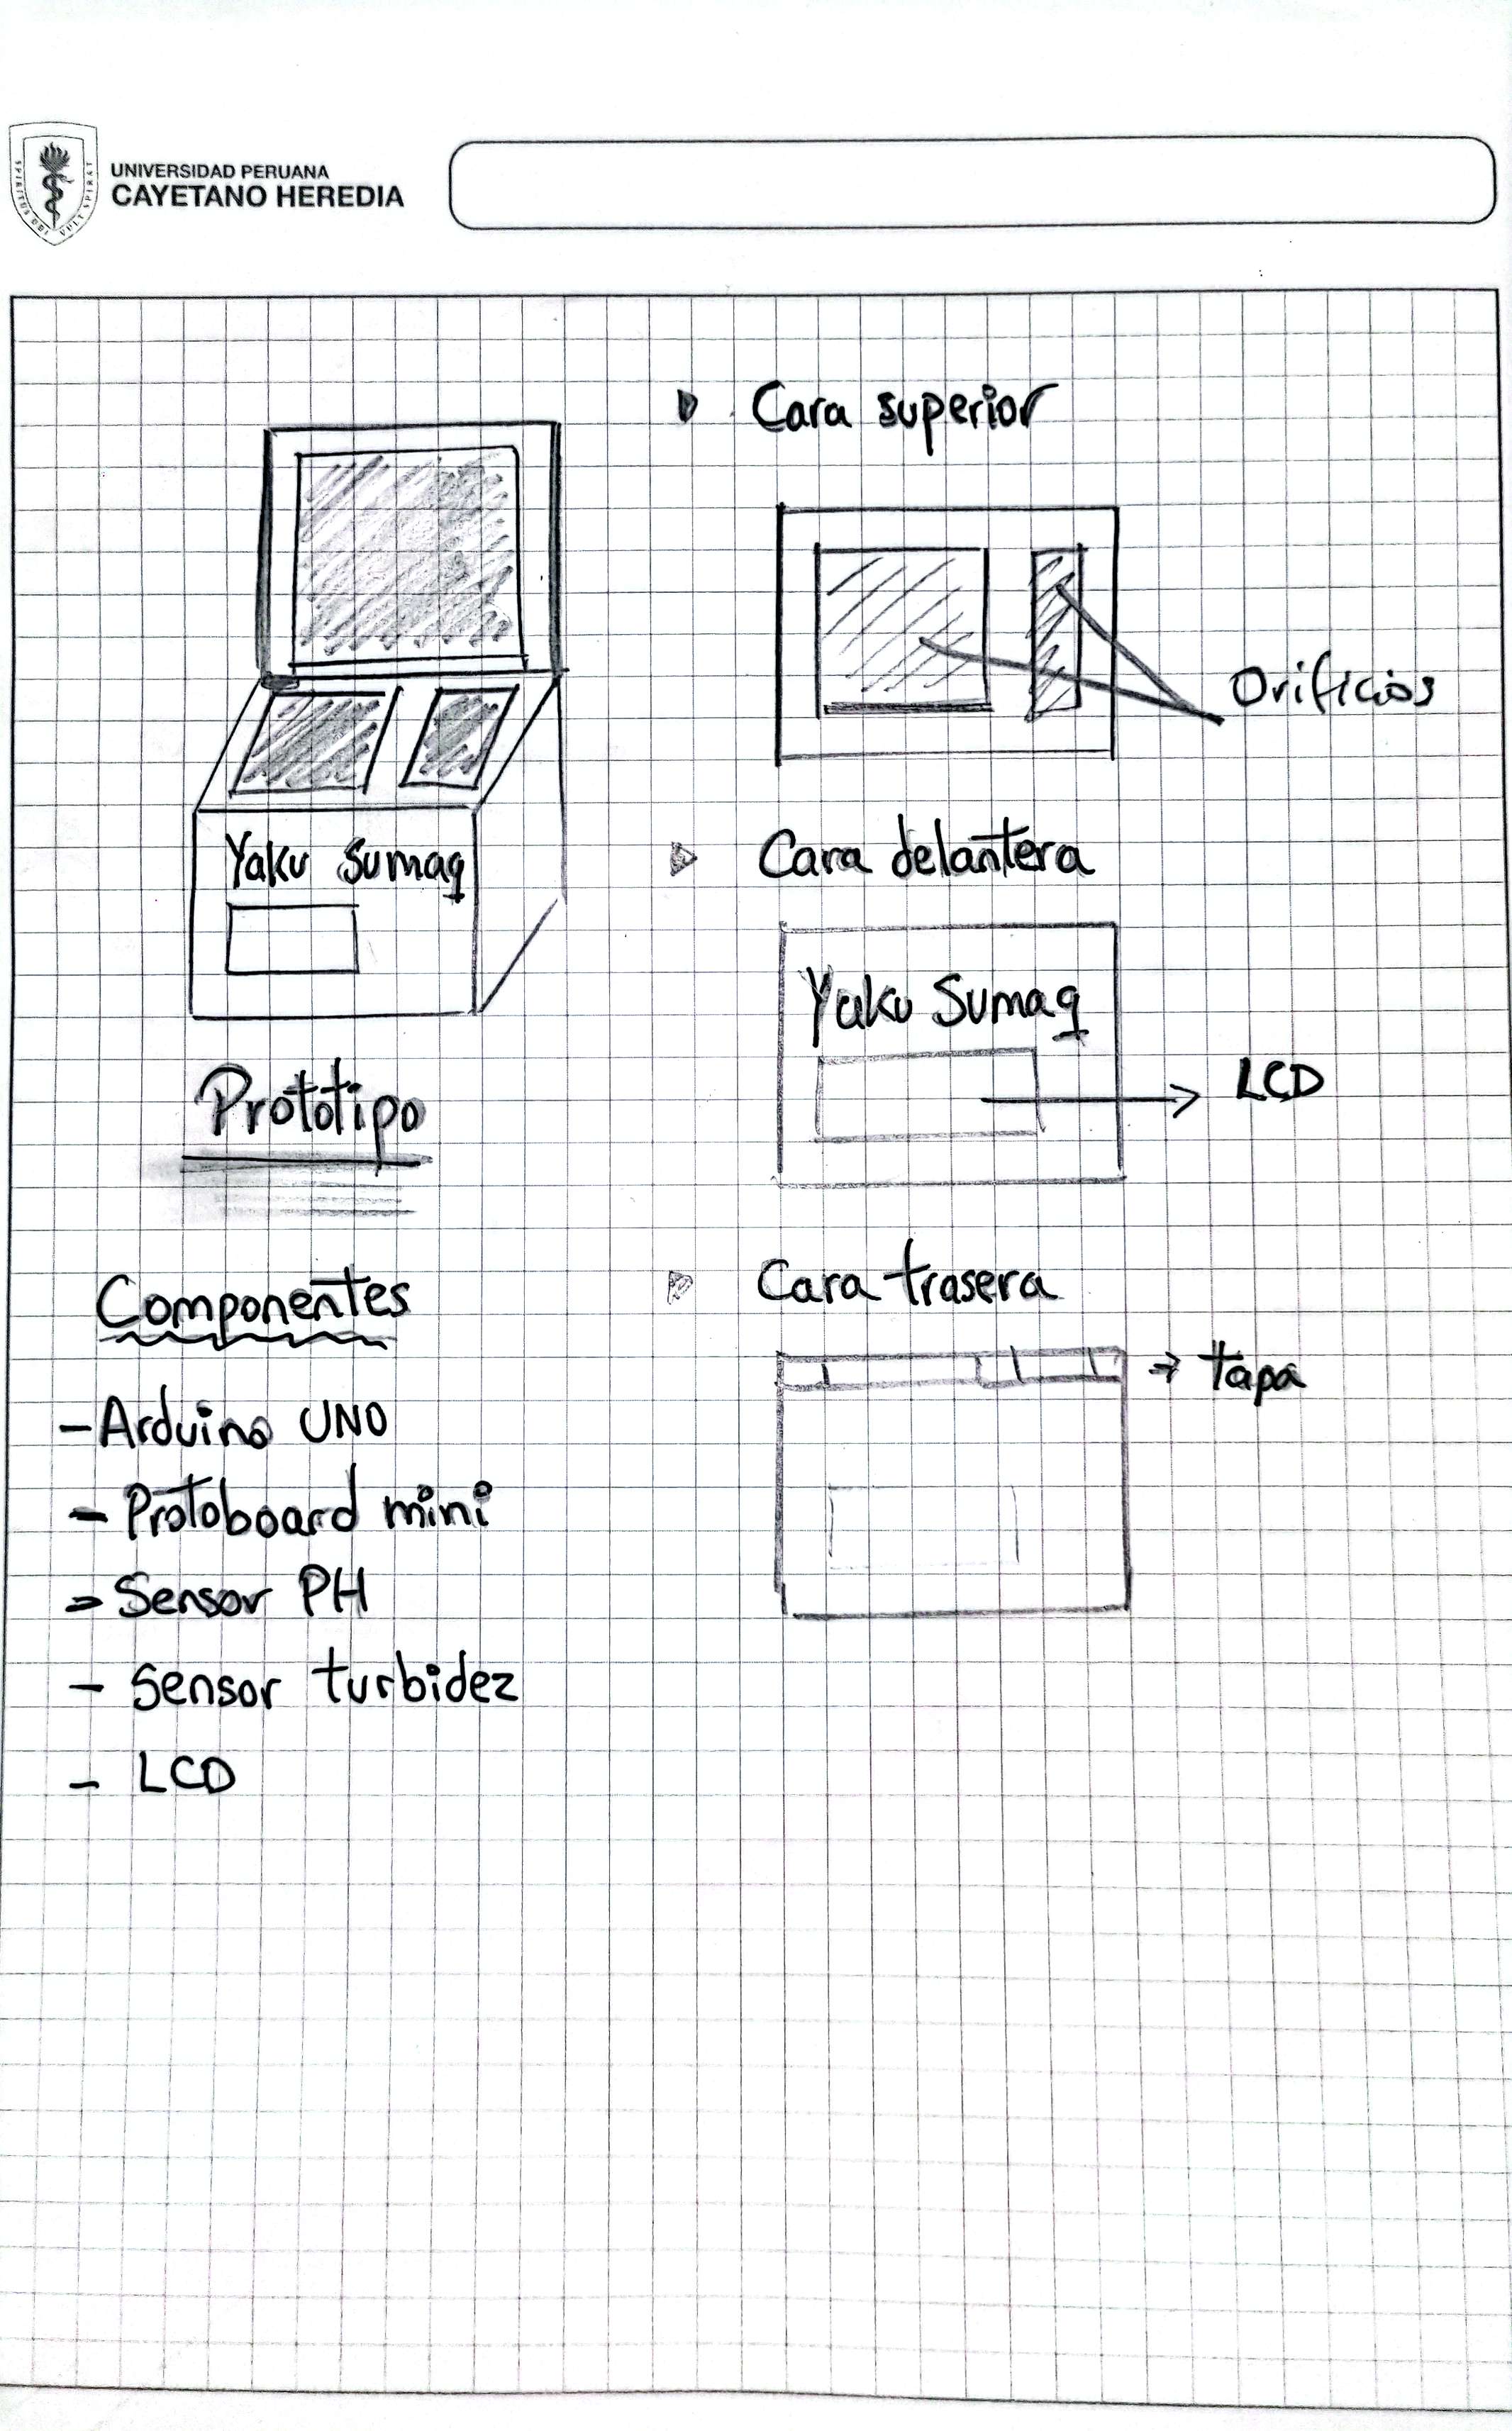 UNIVERSIDAD PERUANA
CAYETANO HEREDIA
SPIRITUS UBI VULT SPIRAT
Yaku Sumaq
Prototipo
Componentes
- Arduino UNO
- Protoboard mini
- Sensor PH
- Sensor turbidez
- LCD
Cara superior
Orificios
Cara delantera
Yaku Sumaq
LCD
Cara trasera
tapa